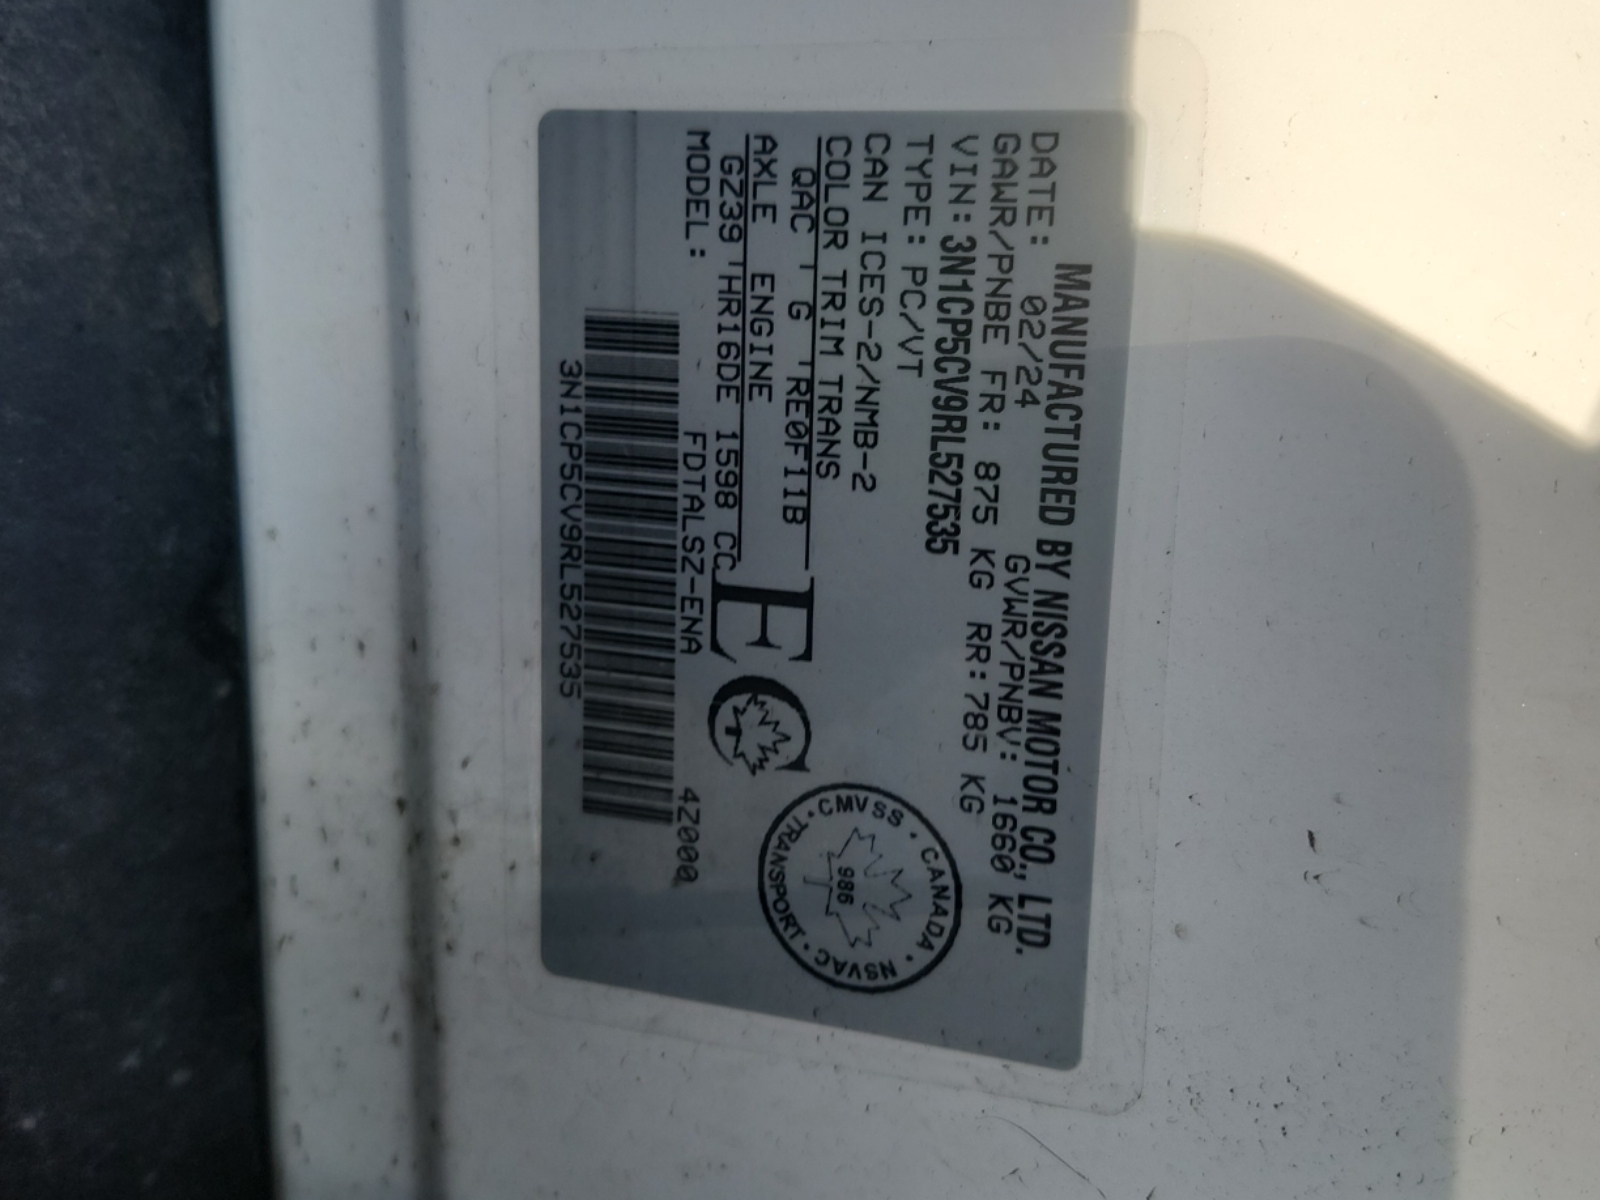 MANUFACTURED BY NISSAN MOTOR CO., LTD.
DATE: 02/24 GVWR/PNBV: 1660 KG
GAWR/PNBE FR: 875 KG RR:785 KG
VIN:3N1CP5CV9RL527535
TYPE:PC/VT
CAN ICES-2/NMB-2
COLOR TRIM TRANS
QAC G RE0F11B
AXLE ENGINE
GZ39 HR16DE 1598 CC
MODEL: FDTALSZ-ENA 4Z000
3N1CP5CV9RL527535
EC
CMVSS • CANADA • NSVAC • TRANSPORT •
986